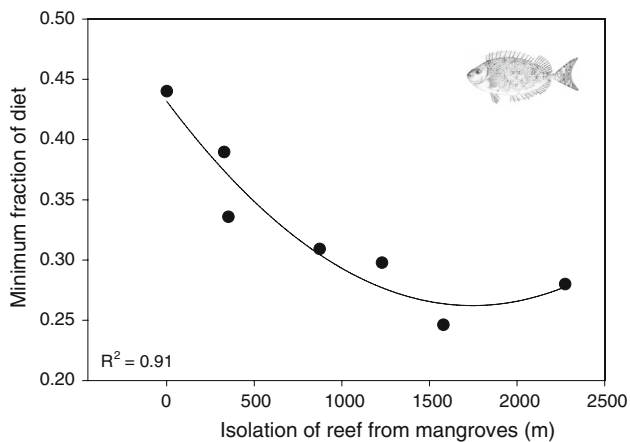 0.50
0.45
0.40
0.35
0.30
0.25
0.20
Minimum fraction of diet
R² = 0.91
0 500 1000 1500 2000 2500
Isolation of reef from mangroves (m)